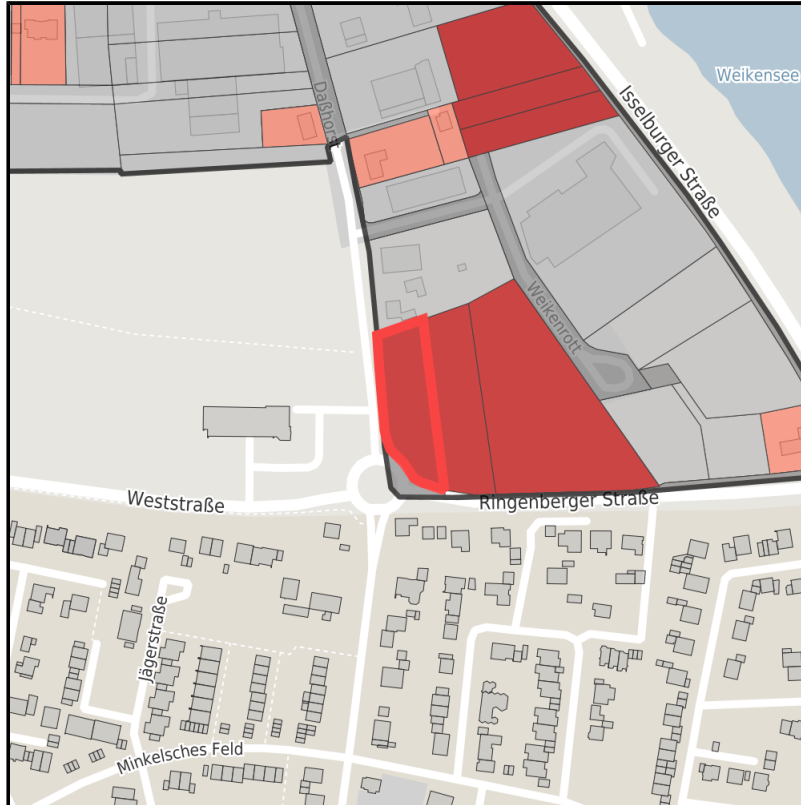 Weikensee
Daßhorst
Isselburger Straße
Weikenrott
Weststraße
Ringenberger Straße
Jägerstraße
Minkelsches Feld